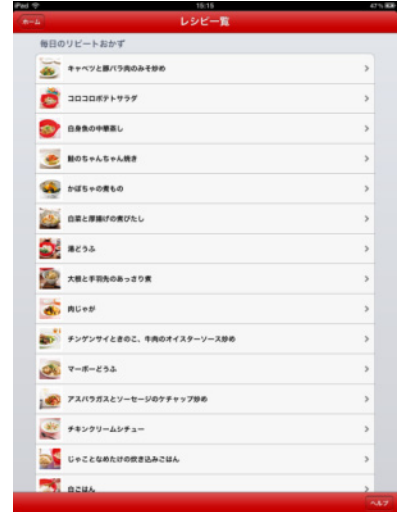 iPad 15:15 47%
ホーム レシピ一覧
毎日のリピートおかず
キャベツと豚バラ肉のみそ炒め
コロコロポテトサラダ
白身魚の中華蒸し
鮭のちゃんちゃん焼き
かぼちゃの煮もの
白菜と厚揚げの煮びたし
湯どうふ
大根と手羽先のあっさり煮
肉じゃが
チンゲンサイときのこ、牛肉のオイスターソース炒め
マーボーどうふ
アスパラガスとソーセージのケチャップ炒め
チキンクリームシチュー
じゃことなめたけの炊き込みごはん
白ごはん
ヘルプ